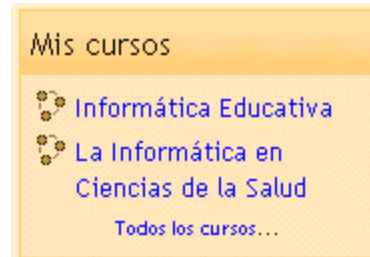 Mis cursos
Informática Educativa
La Informática en
Ciencias de la Salud
Todos los cursos...